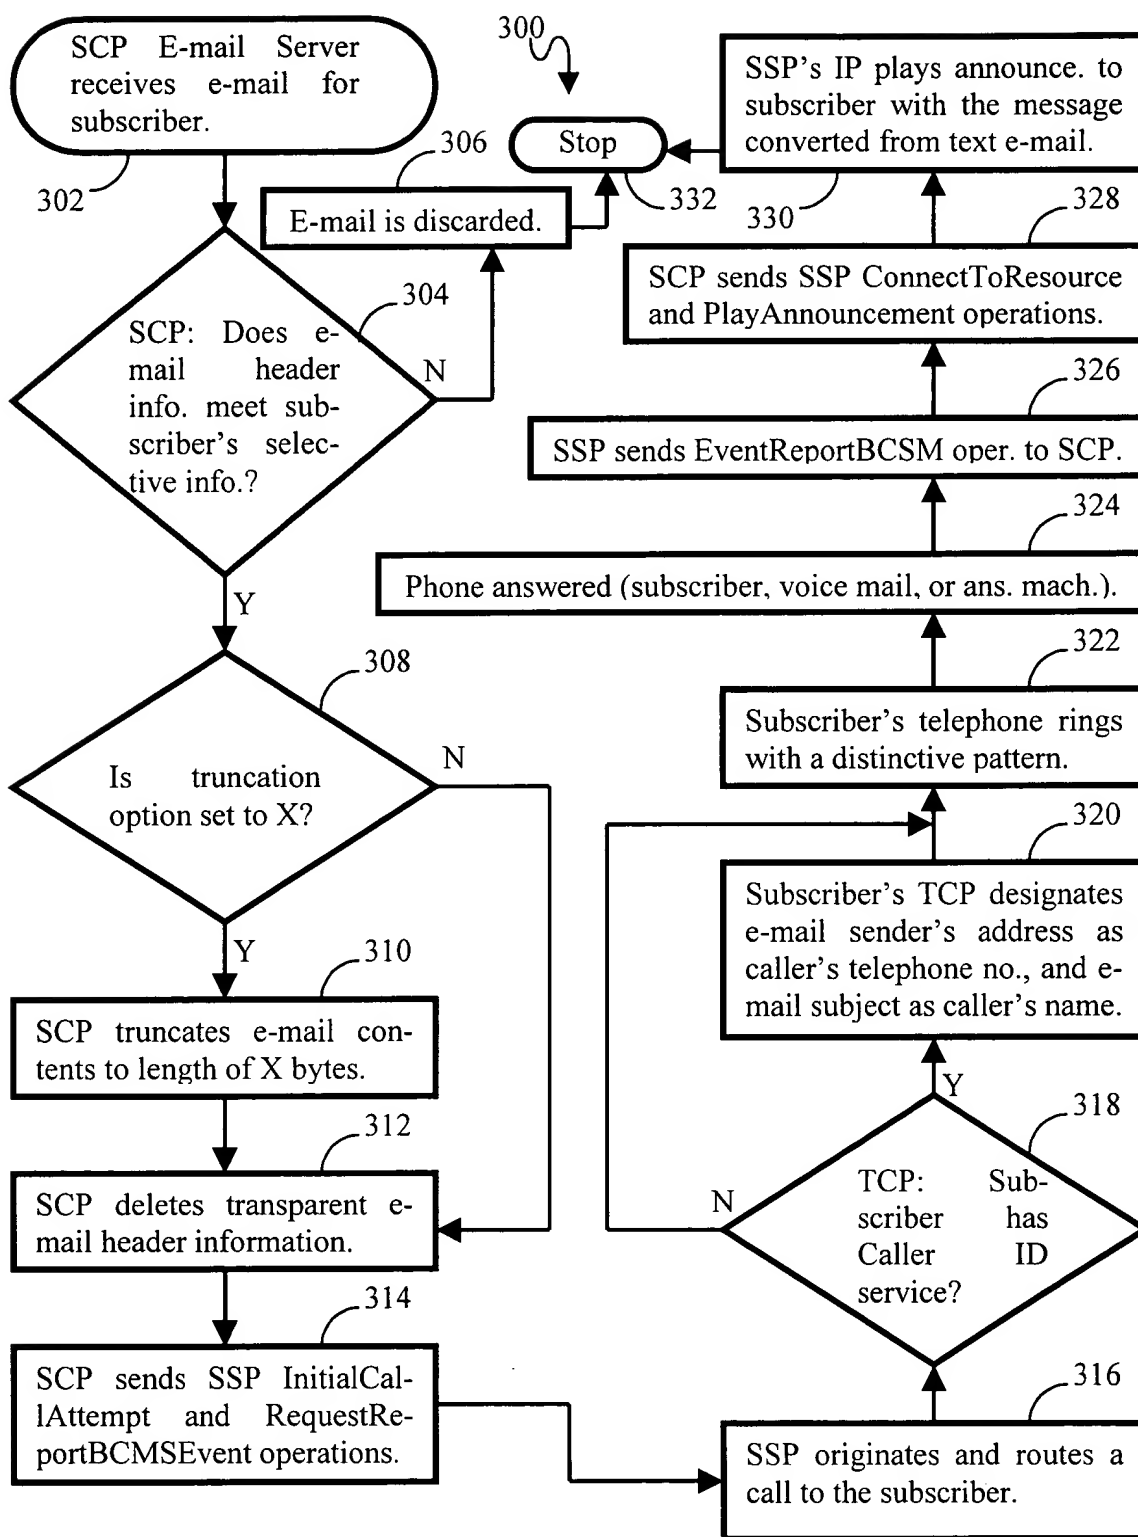 SCP E-mail Server
receives e-mail for
subscriber.
302
300
Stop
332
306
E-mail is discarded.
304
SCP: Does e-
mail header
info. meet sub-
scriber's selec-
tive info.?
N
Y
308
Is truncation
option set to X?
N
Y
310
SCP truncates e-mail con-
tents to length of X bytes.
312
SCP deletes transparent e-
mail header information.
314
SCP sends SSP InitialCal-
lAttempt and RequestRe-
portBCMSEvent operations.
316
SSP originates and routes a
call to the subscriber.
318
TCP: Sub-
scriber has
Caller ID
service?
N
Y
320
Subscriber's TCP designates
e-mail sender's address as
caller's telephone no., and e-
mail subject as caller's name.
322
Subscriber's telephone rings
with a distinctive pattern.
324
Phone answered (subscriber, voice mail, or ans. mach.).
326
SSP sends EventReportBCSM oper. to SCP.
328
SCP sends SSP ConnectToResource
and PlayAnnouncement operations.
330
SSP's IP plays announce. to
subscriber with the message
converted from text e-mail.